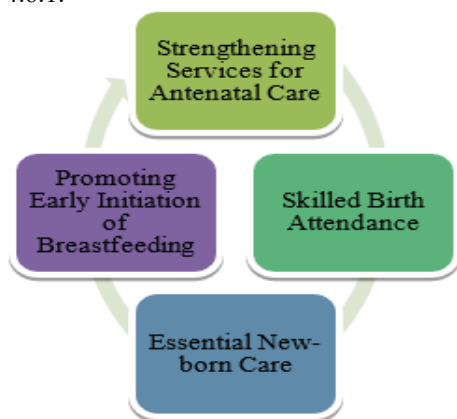 Strengthening
Services for
Antenatal Care
Skilled Birth
Attendance
Essential New-
born Care
Promoting
Early Initiation
of
Breastfeeding